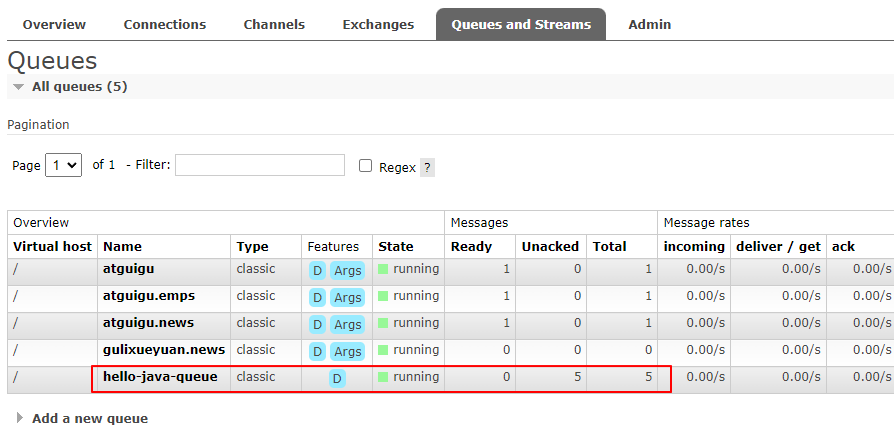 Overview Connections Channels Exchanges Queues and Streams Admin
Queues
All queues (5)
Pagination
Page 1 of 1 - Filter: Regex ?
Overview Messages Message rates
Virtual host Name Type Features State Ready Unacked Total incoming deliver / get ack
/ atguigu classic D Args running 1 0 1 0.00/s 0.00/s 0.00/s
/ atguigu.emps classic D Args running 1 0 1 0.00/s 0.00/s 0.00/s
/ atguigu.news classic D Args running 1 0 1 0.00/s 0.00/s 0.00/s
/ gulixueyuan.news classic D Args running 0 0 0 0.00/s 0.00/s 0.00/s
/ hello-java-queue classic D running 0 5 5 0.00/s 0.00/s 0.00/s
Add a new queue